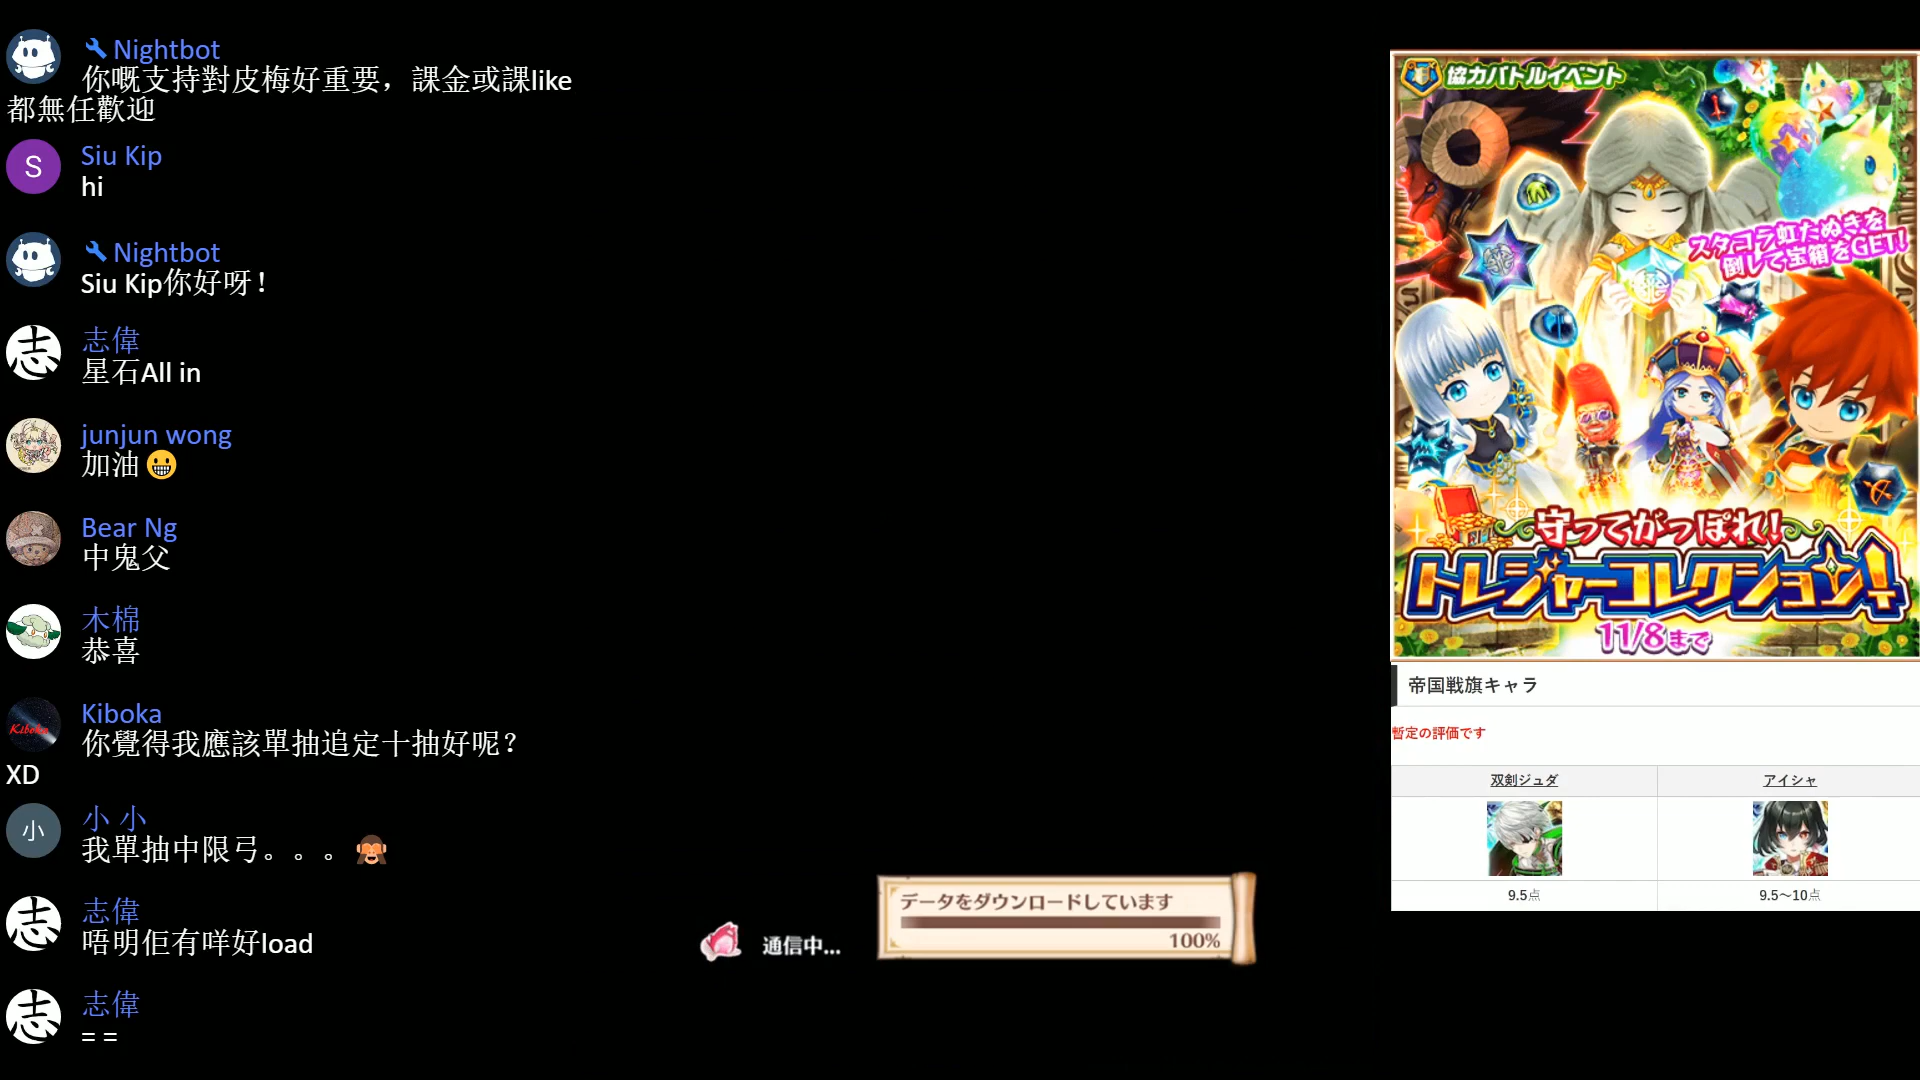 Nightbot
你嘅支持對皮梅好重要，課金或課like
都無任歡迎
S
Siu Kip
hi
Nightbot
Siu Kip你好呀！
志
志偉
星石All in
junjun wong
加油😀
Bear Ng
中鬼父
木棉
恭喜
Kiboka
Kiboka
你覺得我應該單抽追定十抽好呢？
XD
小
小 小
我單抽中限弓。。。🙈
志
志偉
唔明佢有咩好load
志
志偉
= =
通信中...
データをダウンロードしています
100%
協力バトルイベント
スタコラ虹たぬきを
倒して宝箱をGET!
守ってがっぽれ!
トレジャーコレクション!
11/8まで
帝国戦旗キャラ
暫定の評価です
双剣ジュダ
アイシャ
9.5点
9.5～10点